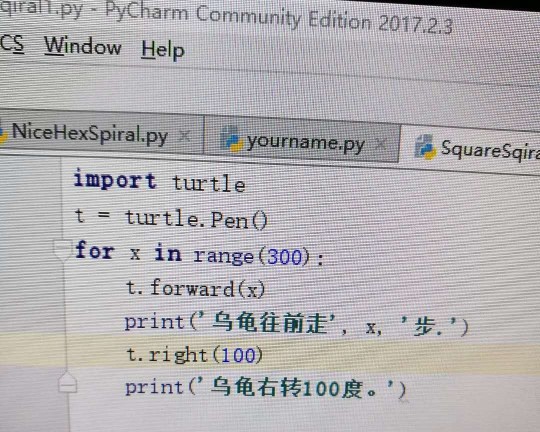 qiral1.py - PyCharm Community Edition 2017.2.3
CS Window Help
NiceHexSpiral.py yourname.py SquareSqira
import turtle
t = turtle.Pen()
for x in range(300):
t.forward(x)
print('乌龟往前走', x, '步.')
t.right(100)
print('乌龟右转100度。')